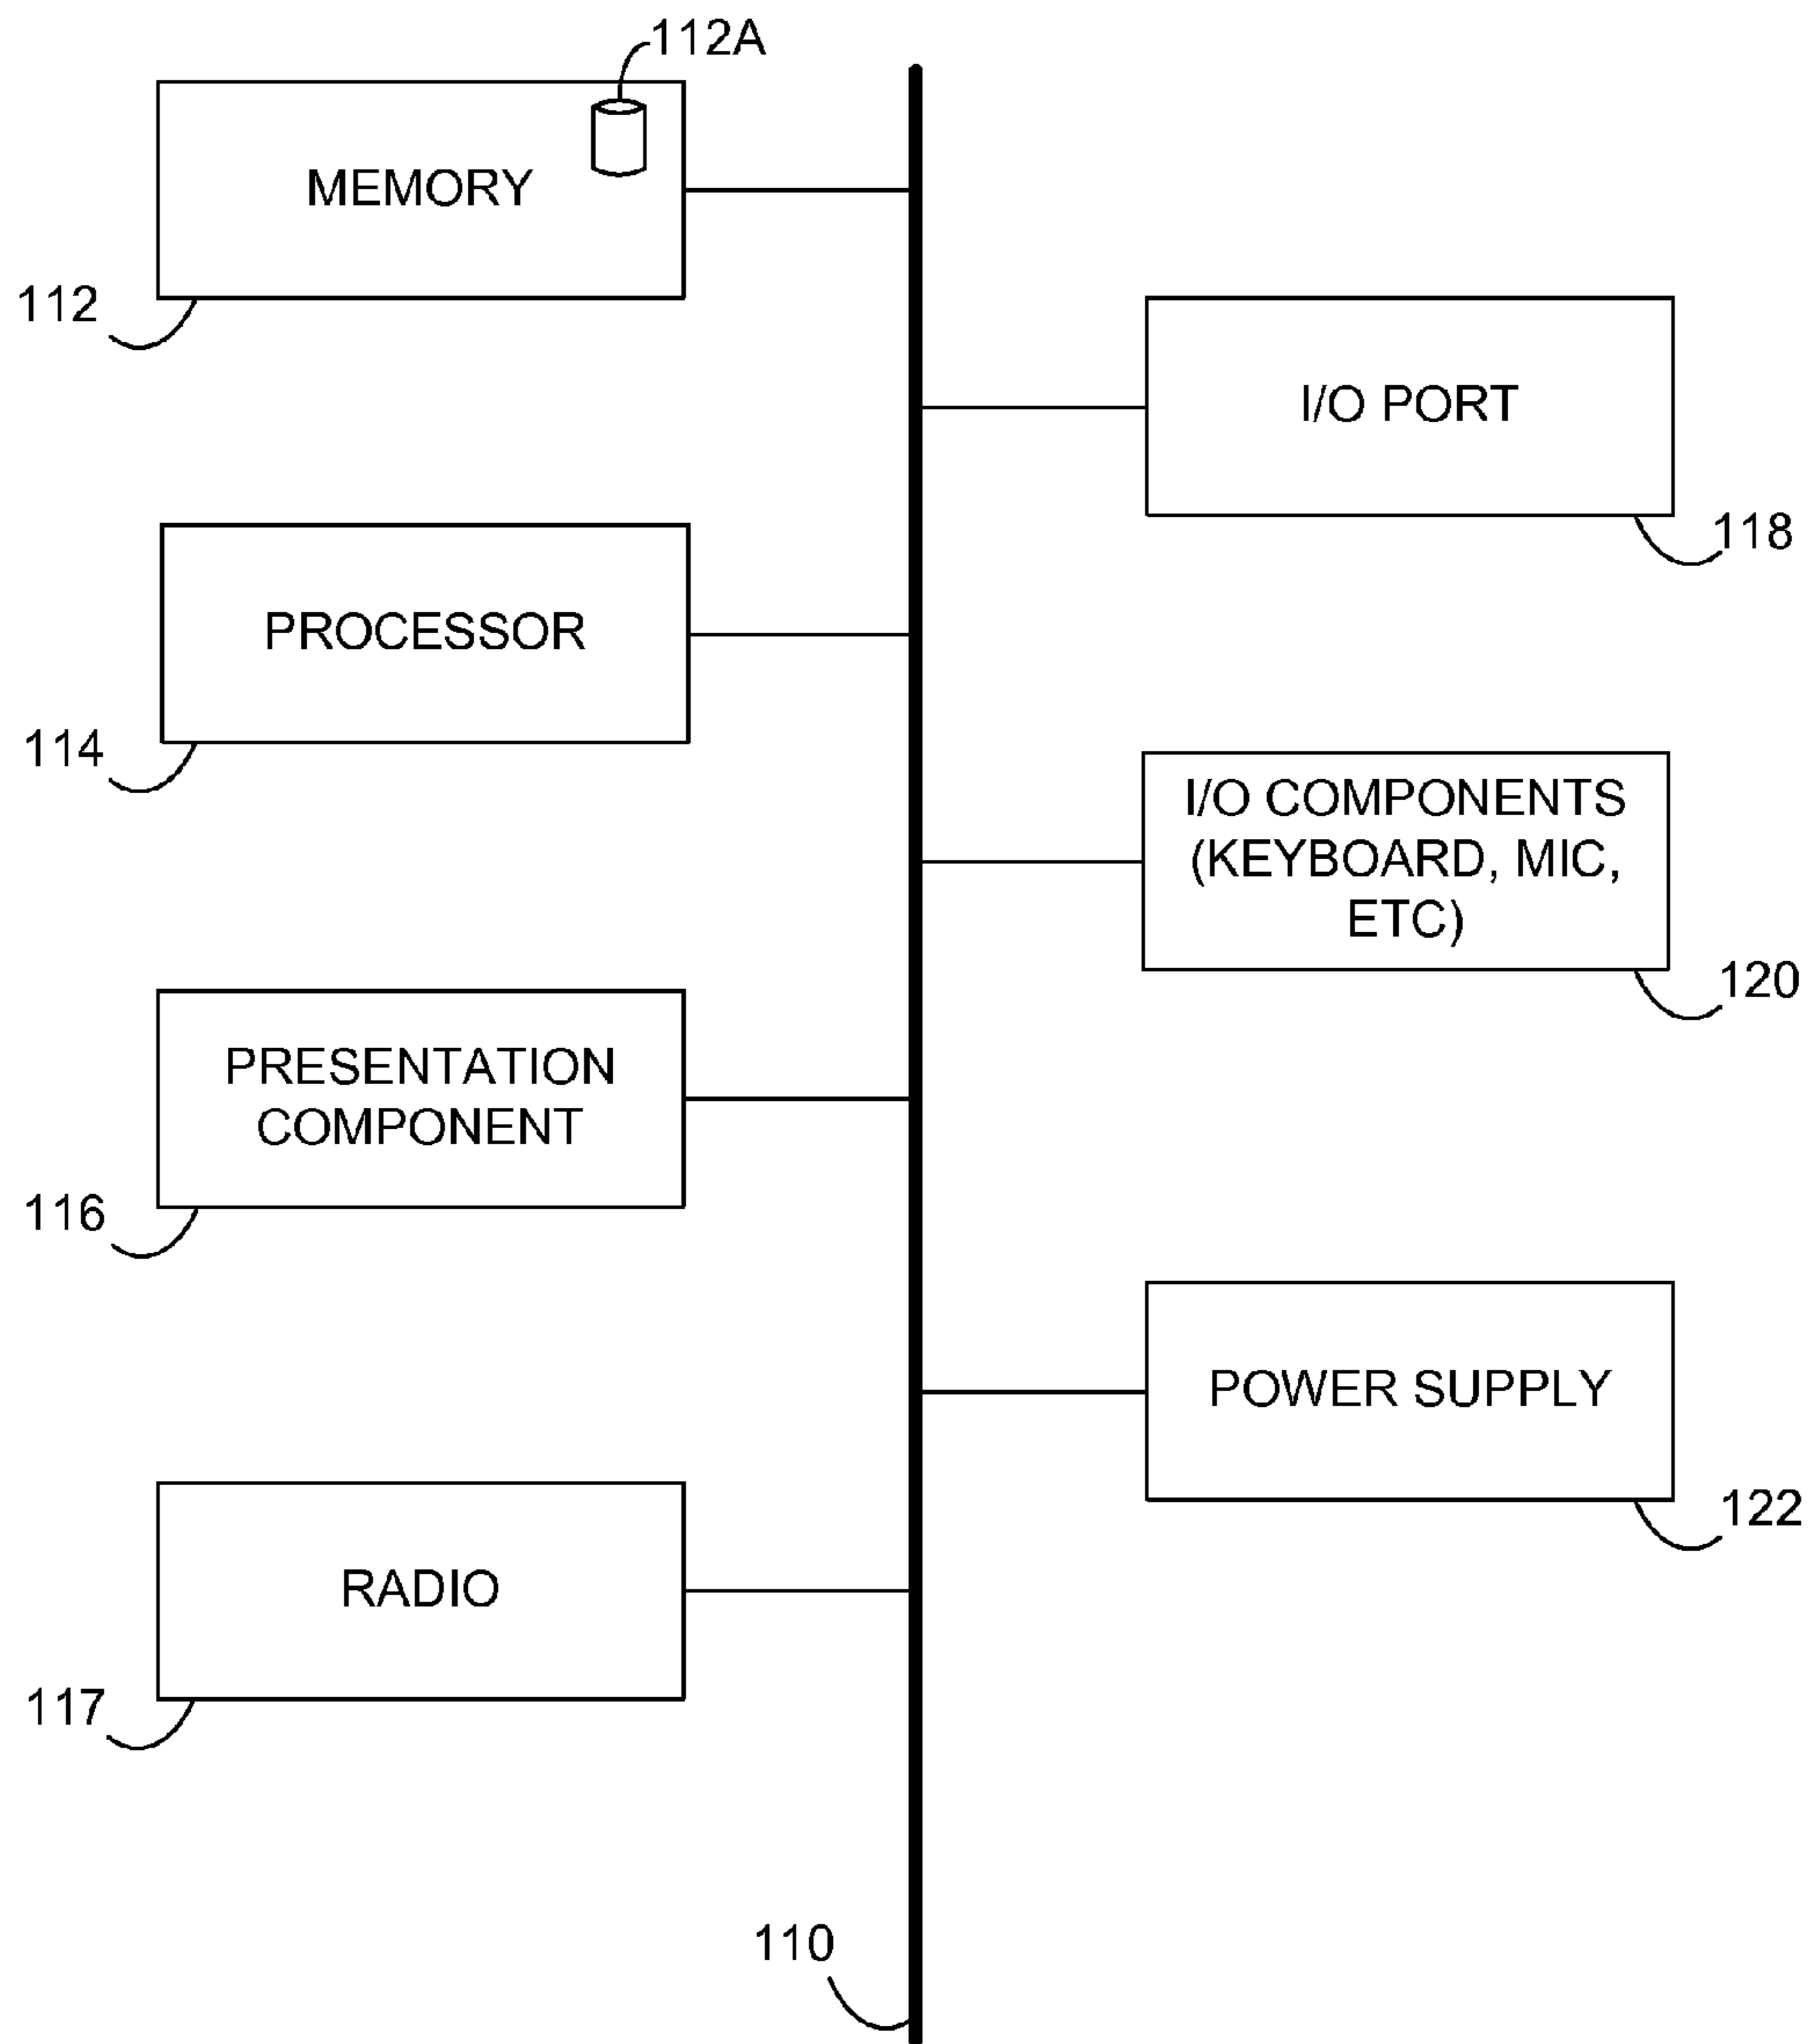 112A
MEMORY
112
I/O PORT
118
PROCESSOR
114
I/O COMPONENTS
(KEYBOARD, MIC,
ETC)
120
PRESENTATION
COMPONENT
116
POWER SUPPLY
122
RADIO
117
110